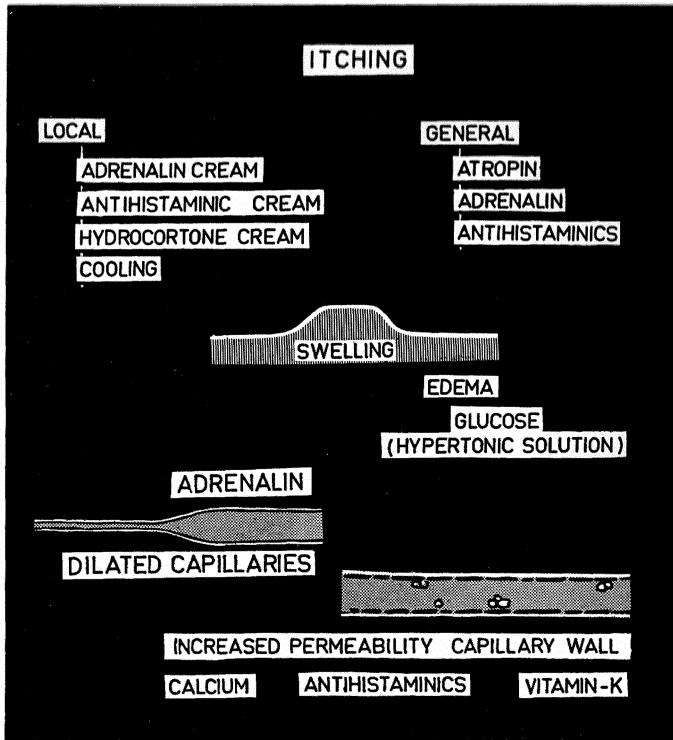 ITCHING
LOCAL
ADRENALIN CREAM
ANTIHISTAMINIC CREAM
HYDROCORTONE CREAM
COOLING
GENERAL
ATROPIN
ADRENALIN
ANTIHISTAMINICS
SWELLING
EDEMA
GLUCOSE
(HYPERTONIC SOLUTION)
ADRENALIN
DILATED CAPILLARIES
INCREASED PERMEABILITY CAPILLARY WALL
CALCIUM ANTIHISTAMINICS VITAMIN-K